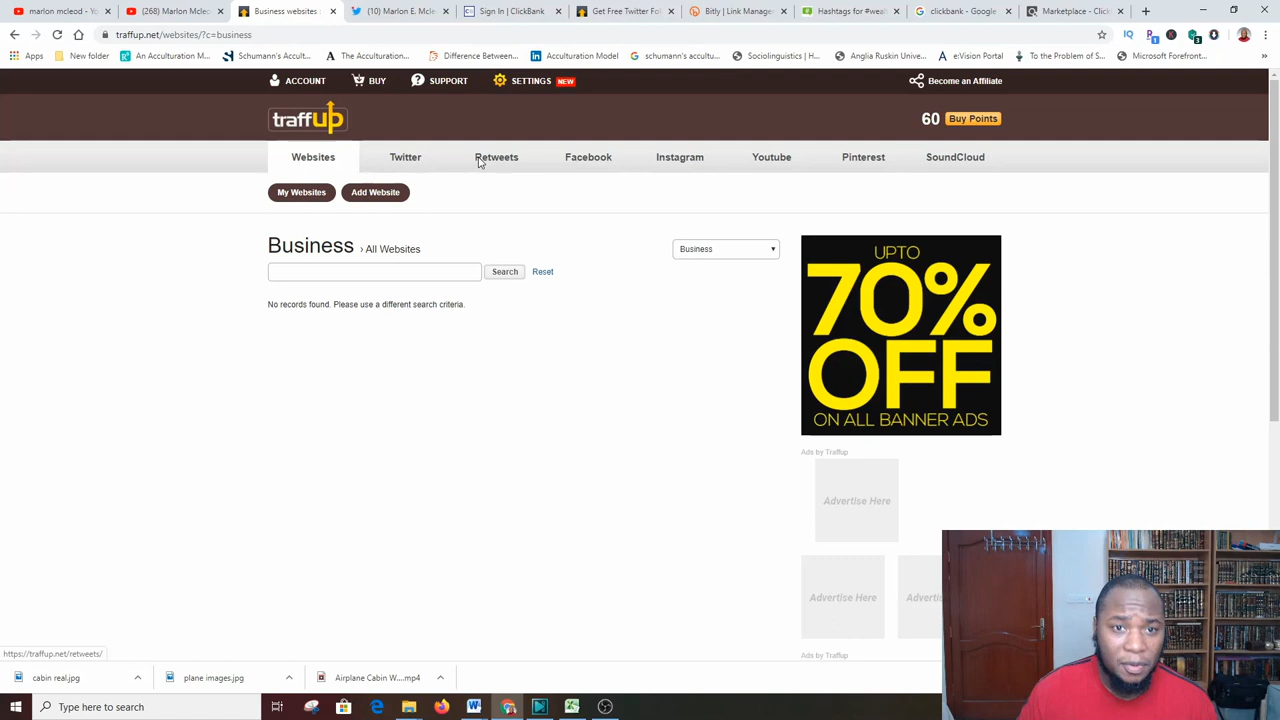 marlon mcleod - Yo
(268) Marlon Mcleo
Business websites |
(10) Marlon E. Mcle
Sign In | ClickBank
Get Free Twitter Fol
Bitly | Link Manage
Hashtags for #weal
clickbank - Google
Marketplace - Click
traffup.net/websites/?c=business
Apps
New folder
An Acculturation M...
Schumann's Accult...
The Acculturation...
Difference Between...
Acculturation Model
schumann's accultu...
Sociolinguistics | H...
Anglia Ruskin Unive...
e:Vision Portal
To the Problem of S...
Microsoft Forefront...
ACCOUNT
BUY
SUPPORT
SETTINGS NEW
Become an Affiliate
traffup
60 Buy Points
Websites
Twitter
Retweets
Facebook
Instagram
Youtube
Pinterest
SoundCloud
My Websites
Add Website
Business › All Websites
Business
Search
Reset
No records found. Please use a different search criteria.
UPTO
70%
OFF
ON ALL BANNER ADS
Ads by Traffup
Advertise Here
Advertise Here
Adverti
Ads by Traffup
https://traffup.net/retweets/
cabin real.jpg
plane images.jpg
Airplane Cabin W....mp4
Type here to search